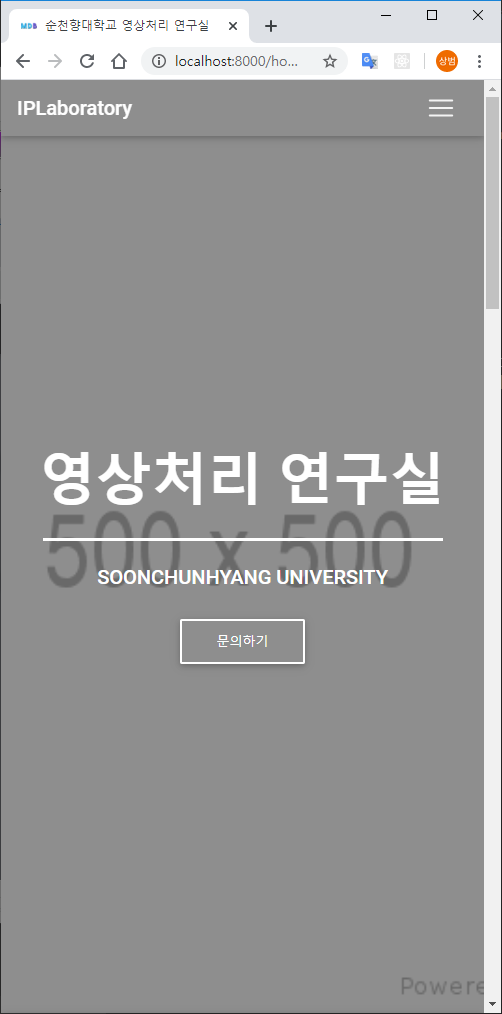 MDB 순천향대학교 영상처리 연구실
localhost:8000/ho...
상범
IPLaboratory
영상처리 연구실
500 x 500
SOONCHUNHYANG UNIVERSITY
문의하기
Powere